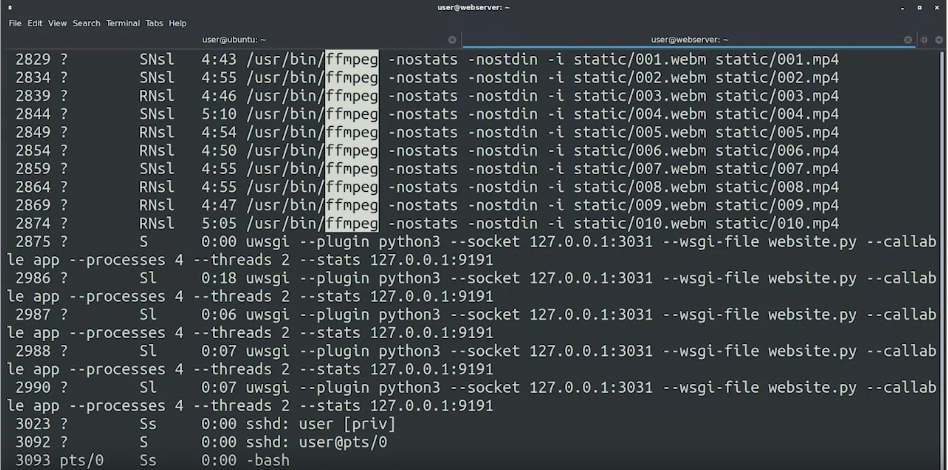 user@webserver: ~
File Edit View Search Terminal Tabs Help
user@ubuntu: ~
user@webserver: ~
2829 ? SNsl 4:43 /usr/bin/ffmpeg -nostats -nostdin -i static/001.webm static/001.mp4
2834 ? SNsl 4:55 /usr/bin/ffmpeg -nostats -nostdin -i static/002.webm static/002.mp4
2839 ? RNsl 4:46 /usr/bin/ffmpeg -nostats -nostdin -i static/003.webm static/003.mp4
2844 ? SNsl 5:10 /usr/bin/ffmpeg -nostats -nostdin -i static/004.webm static/004.mp4
2849 ? RNsl 4:54 /usr/bin/ffmpeg -nostats -nostdin -i static/005.webm static/005.mp4
2854 ? RNsl 4:50 /usr/bin/ffmpeg -nostats -nostdin -i static/006.webm static/006.mp4
2859 ? SNsl 4:55 /usr/bin/ffmpeg -nostats -nostdin -i static/007.webm static/007.mp4
2864 ? RNsl 4:55 /usr/bin/ffmpeg -nostats -nostdin -i static/008.webm static/008.mp4
2869 ? RNsl 4:47 /usr/bin/ffmpeg -nostats -nostdin -i static/009.webm static/009.mp4
2874 ? RNsl 5:05 /usr/bin/ffmpeg -nostats -nostdin -i static/010.webm static/010.mp4
2875 ? S 0:00 uwsgi --plugin python3 --socket 127.0.0.1:3031 --wsgi-file website.py --callab
le app --processes 4 --threads 2 --stats 127.0.0.1:9191
2986 ? Sl 0:18 uwsgi --plugin python3 --socket 127.0.0.1:3031 --wsgi-file website.py --callab
le app --processes 4 --threads 2 --stats 127.0.0.1:9191
2987 ? Sl 0:06 uwsgi --plugin python3 --socket 127.0.0.1:3031 --wsgi-file website.py --callab
le app --processes 4 --threads 2 --stats 127.0.0.1:9191
2988 ? Sl 0:07 uwsgi --plugin python3 --socket 127.0.0.1:3031 --wsgi-file website.py --callab
le app --processes 4 --threads 2 --stats 127.0.0.1:9191
2990 ? Sl 0:07 uwsgi --plugin python3 --socket 127.0.0.1:3031 --wsgi-file website.py --callab
le app --processes 4 --threads 2 --stats 127.0.0.1:9191
3023 ? Ss 0:00 sshd: user [priv]
3092 ? S 0:00 sshd: user@pts/0
3093 pts/0 Ss 0:00 -bash